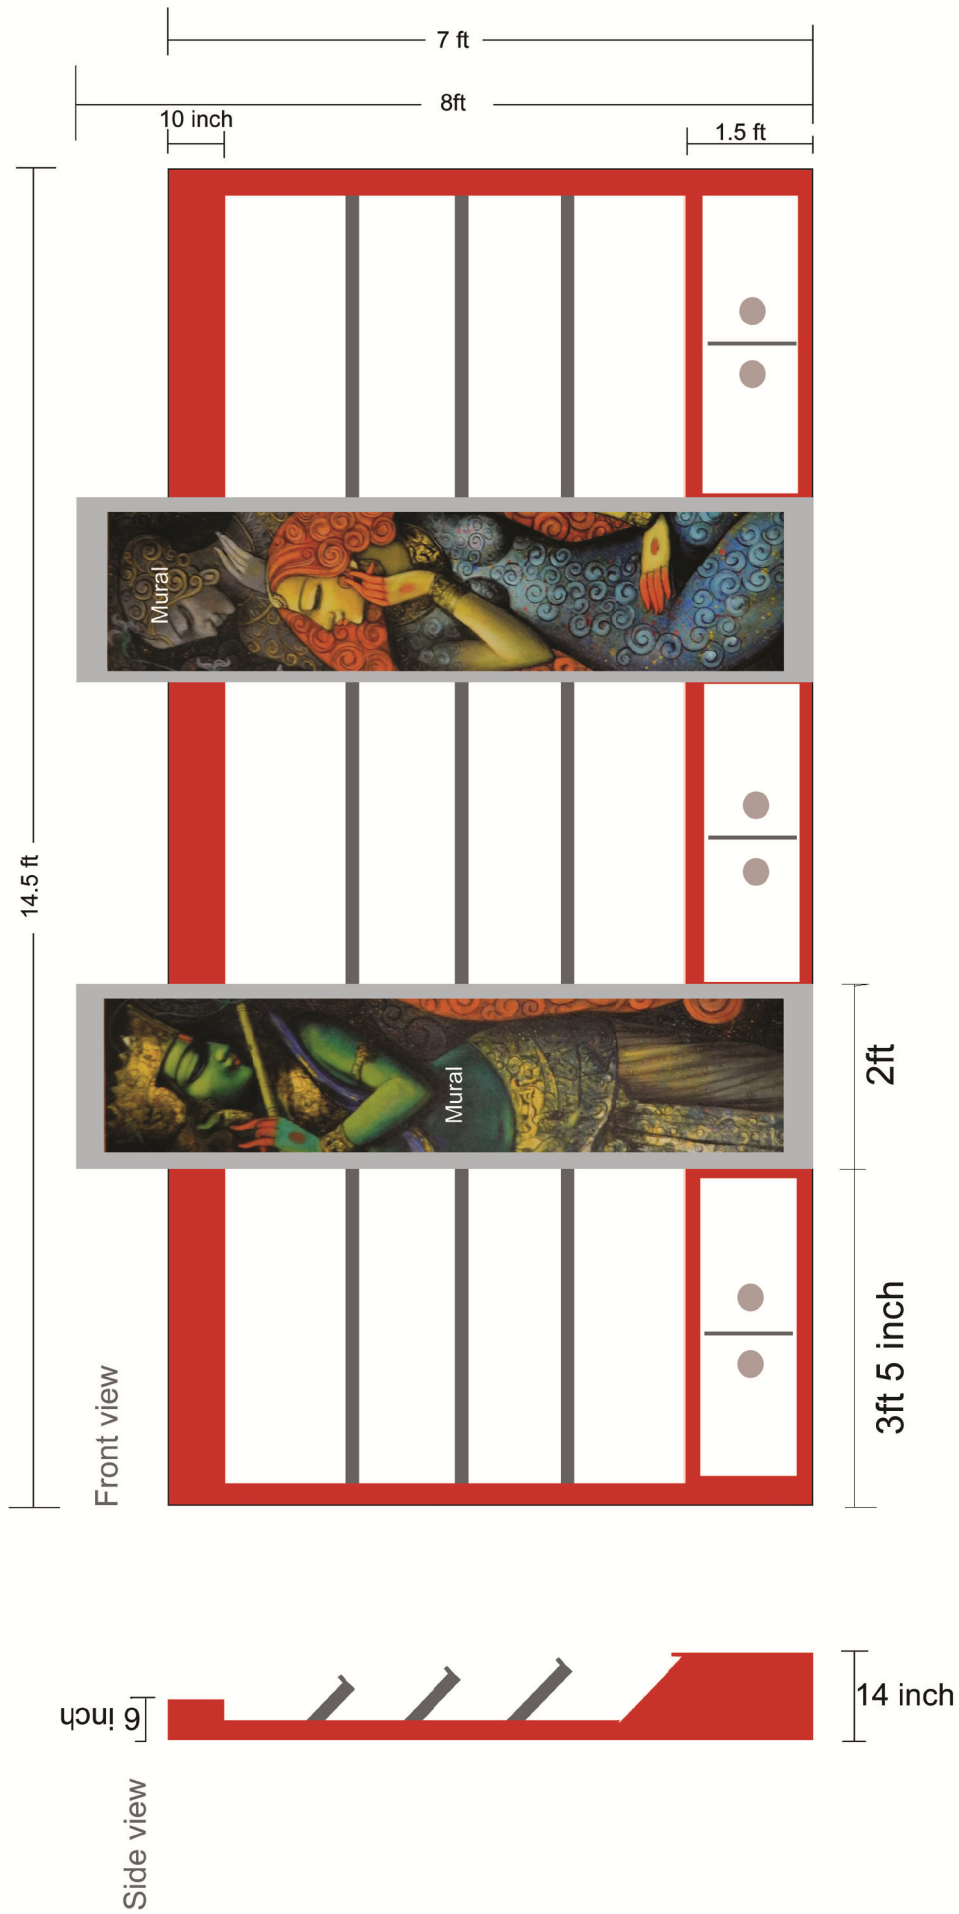 7 ft
8ft
10 inch
1.5 ft
14.5 ft
Mural
Mural
2ft
3ft 5 inch
Front view
6 inch
14 inch
Side view